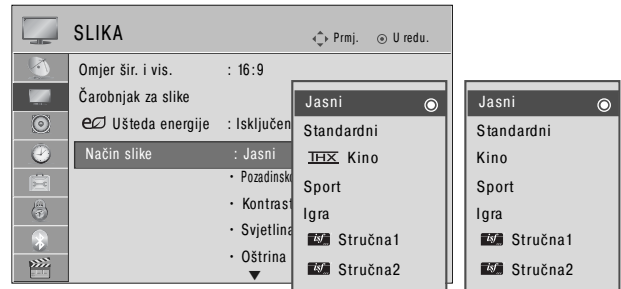 SLIKA
Prmj.
U redu.
Omjer šir. i vis. : 16:9
Čarobnjak za slike
Ušteda energije : Isključen
Način slike : Jasni
• Pozadinsk
• Kontrast
• Svjetlina
• Oštrina
Jasni
Standardni
THX Kino
Sport
Igra
isf Stručna1
isf Stručna2
Jasni
Standardni
Kino
Sport
Igra
isf Stručna1
isf Stručna2